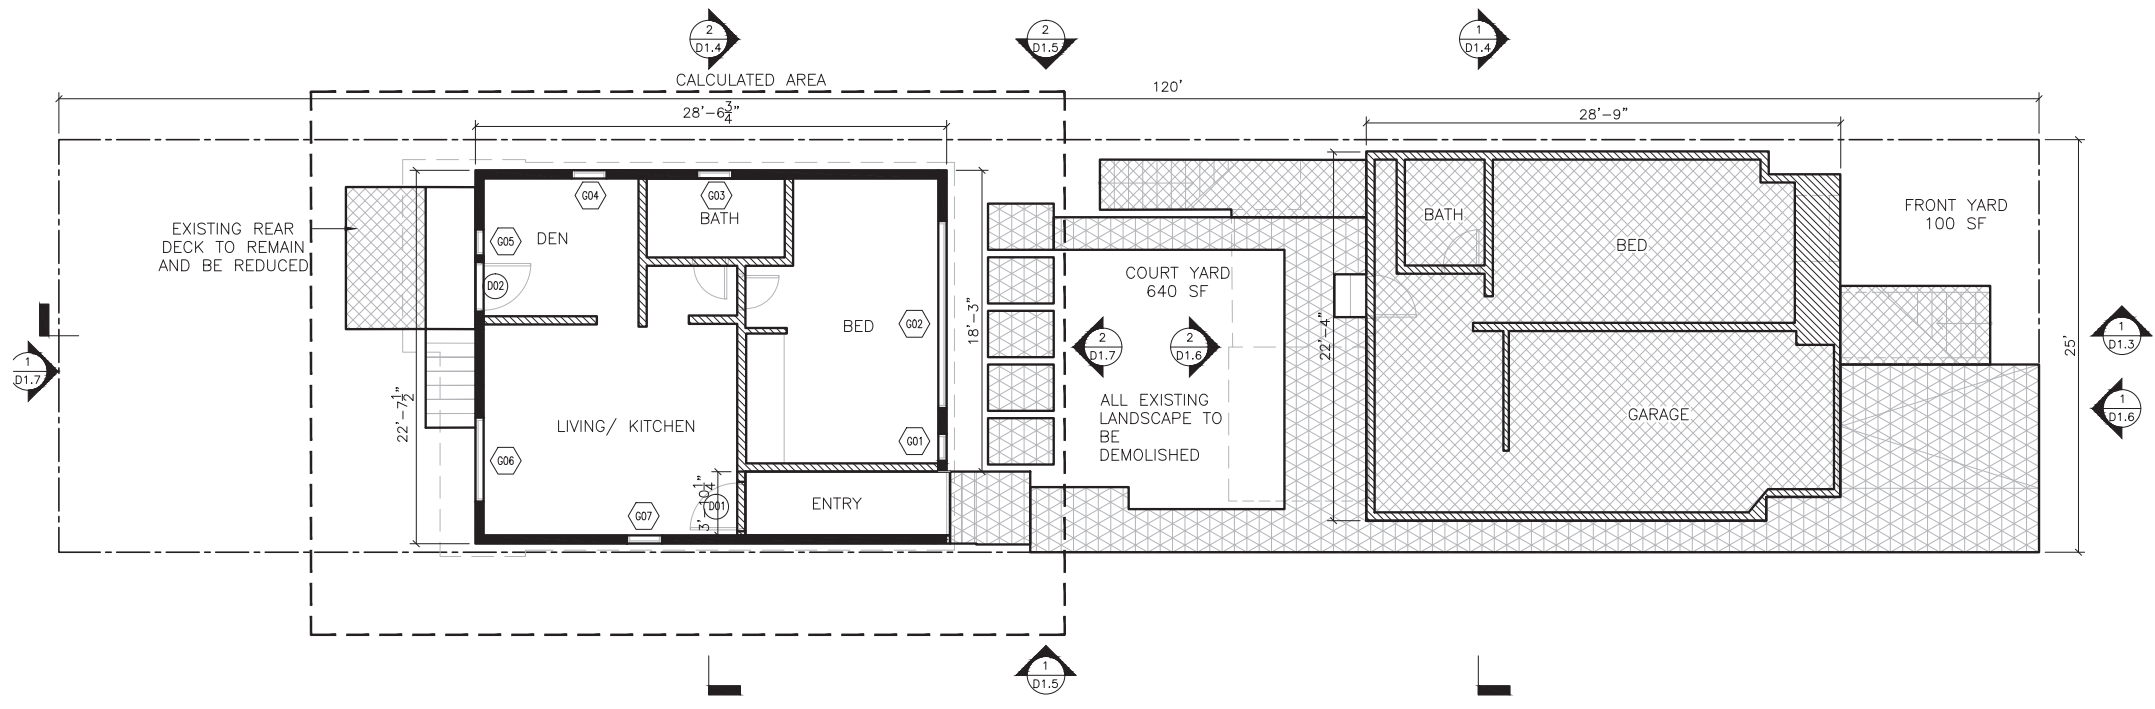 2
D1.4
2
D1.5
1
D1.4
CALCULATED AREA
120'
28'-6 3/4"
28'-9"
G04
G03
BATH
BATH
FRONT YARD
100 SF
EXISTING REAR
DECK TO REMAIN
AND BE REDUCED
G05
DEN
BED
COURT YARD
640 SF
D02
BED
G02
18'-3"
22'-4"
25'
2
D1.7
2
D1.6
1
D1.3
1
D1.7
22'-7 1/2"
ALL EXISTING
LANDSCAPE TO
BE
DEMOLISHED
GARAGE
1
D1.6
LIVING/ KITCHEN
G01
G06
3'-10 1/4"
D01
ENTRY
G07
1
D1.5